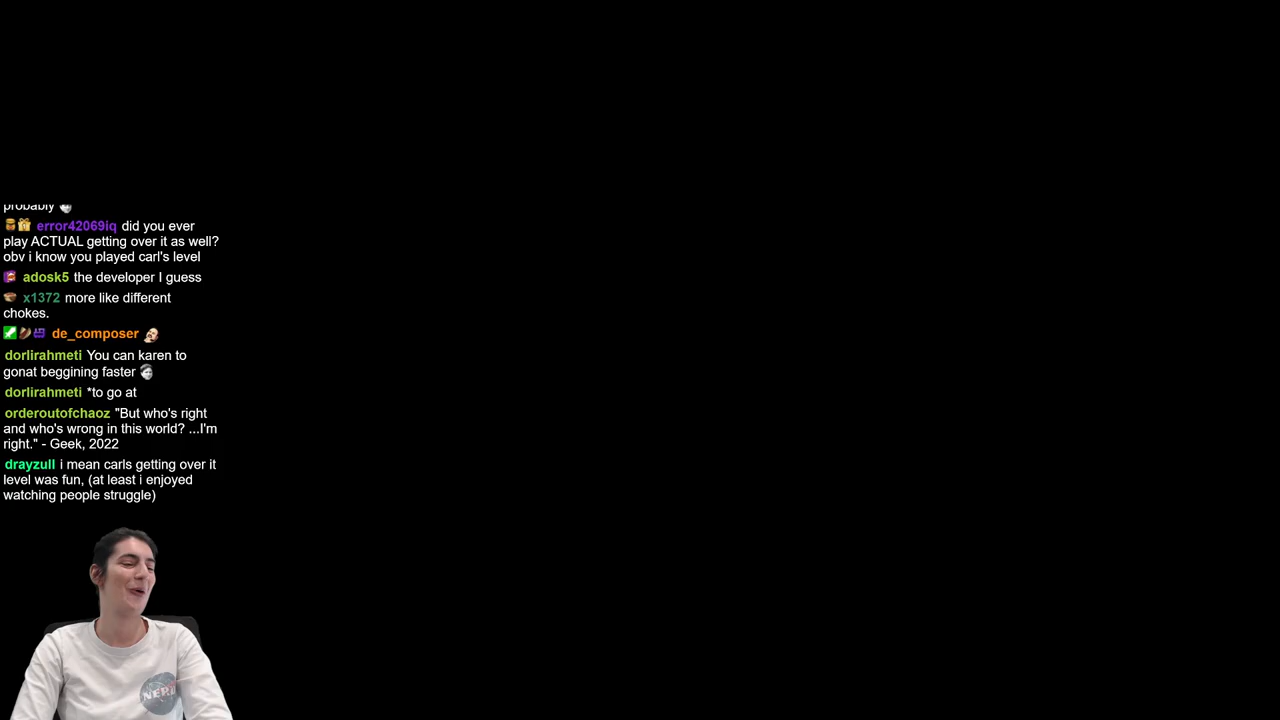 probably
error42069iq did you ever
play ACTUAL getting over it as well?
obv i know you played carl's level
adosk5 the developer I guess
x1372 more like different
chokes.
de_composer
dorlirahmeti You can karen to
gonat beggining faster
dorlirahmeti *to go at
orderoutofchaoz "But who's right
and who's wrong in this world? ...I'm
right." - Geek, 2022
drayzull i mean carls getting over it
level was fun, (at least i enjoyed
watching people struggle)
NERD